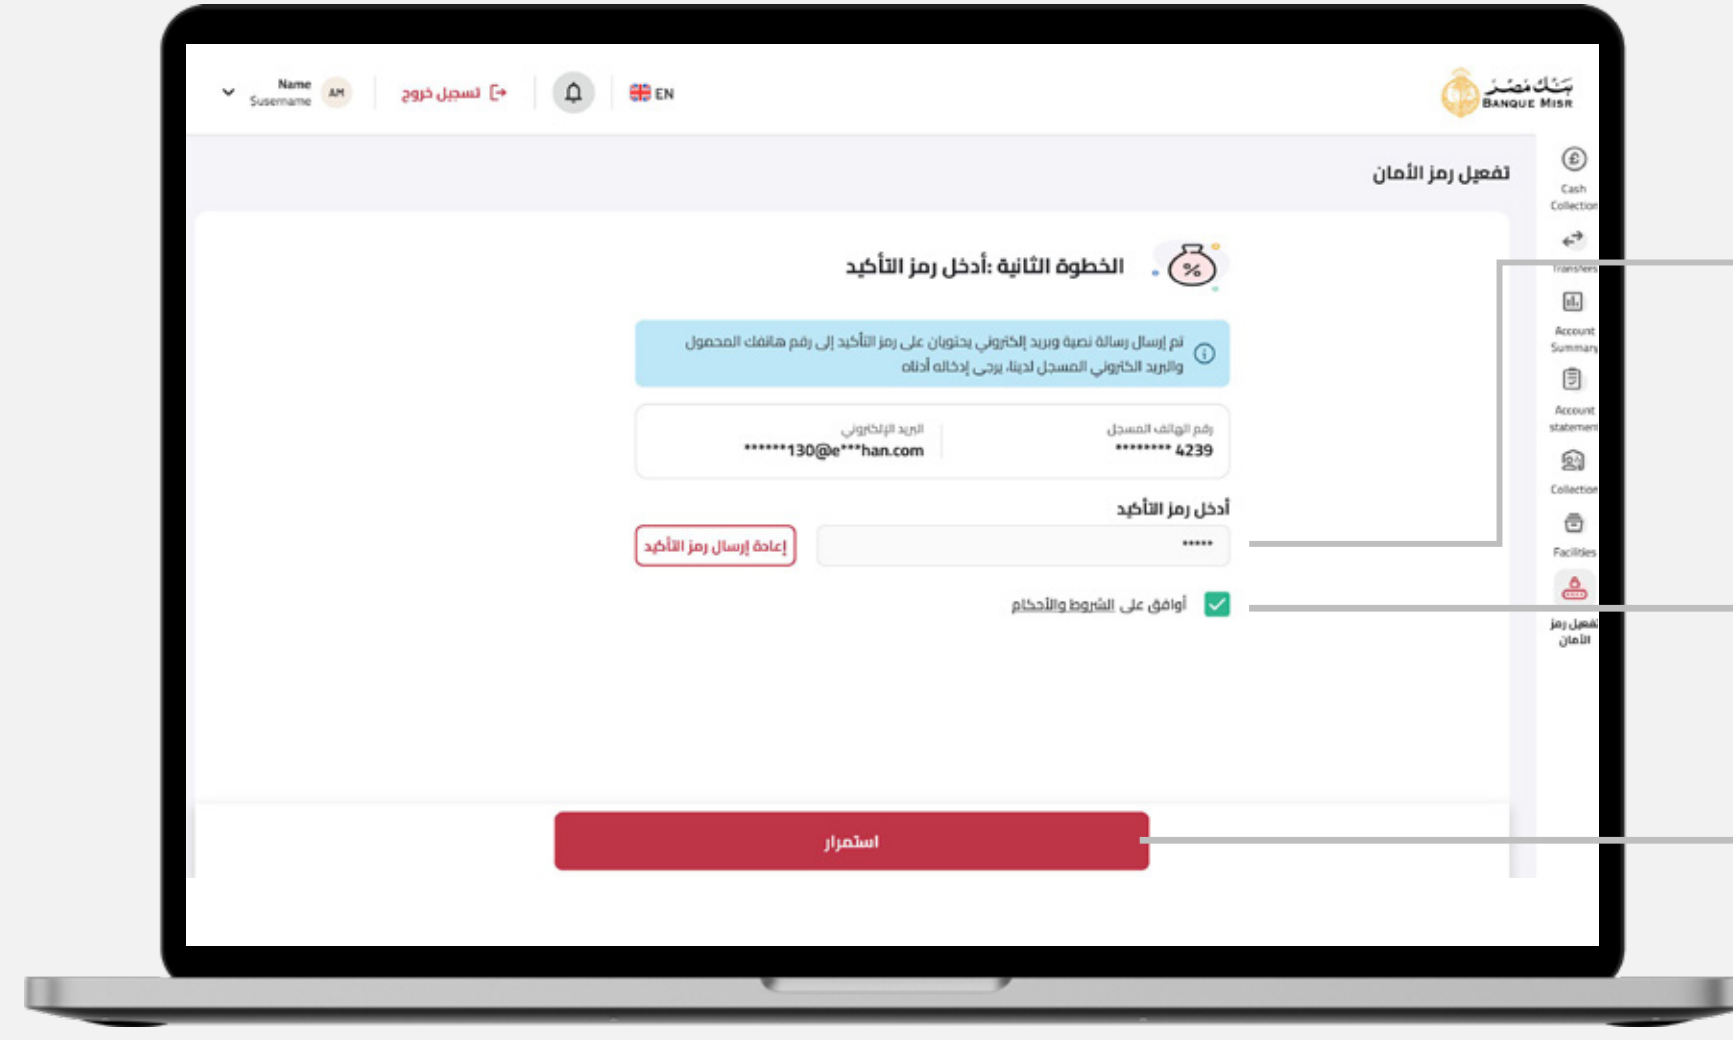 بنك مصر
BANQUE MISR
EN
تسجيل خروج
AM
Name
Susername
تفعيل رمز الأمان
Cash
Collection
Transfers
Account
Summary
Account
statement
Collection
Facilities
تفعيل رمز
الأمان
الخطوة الثانية :أدخل رمز التأكيد
تم إرسال رسالة نصية وبريد إلكتروني يحتويان على رمز التأكيد إلى رقم هاتفك المحمول
والبريد الكتروني المسجل لدينا، يرجى إدخاله أدناه
رقم الهاتف المسجل
******** 4239
البريد الإلكتروني
******130@e***han.com
أدخل رمز التأكيد
*****
إعادة إرسال رمز التأكيد
أوافق على الشروط والأحكام
استمرار